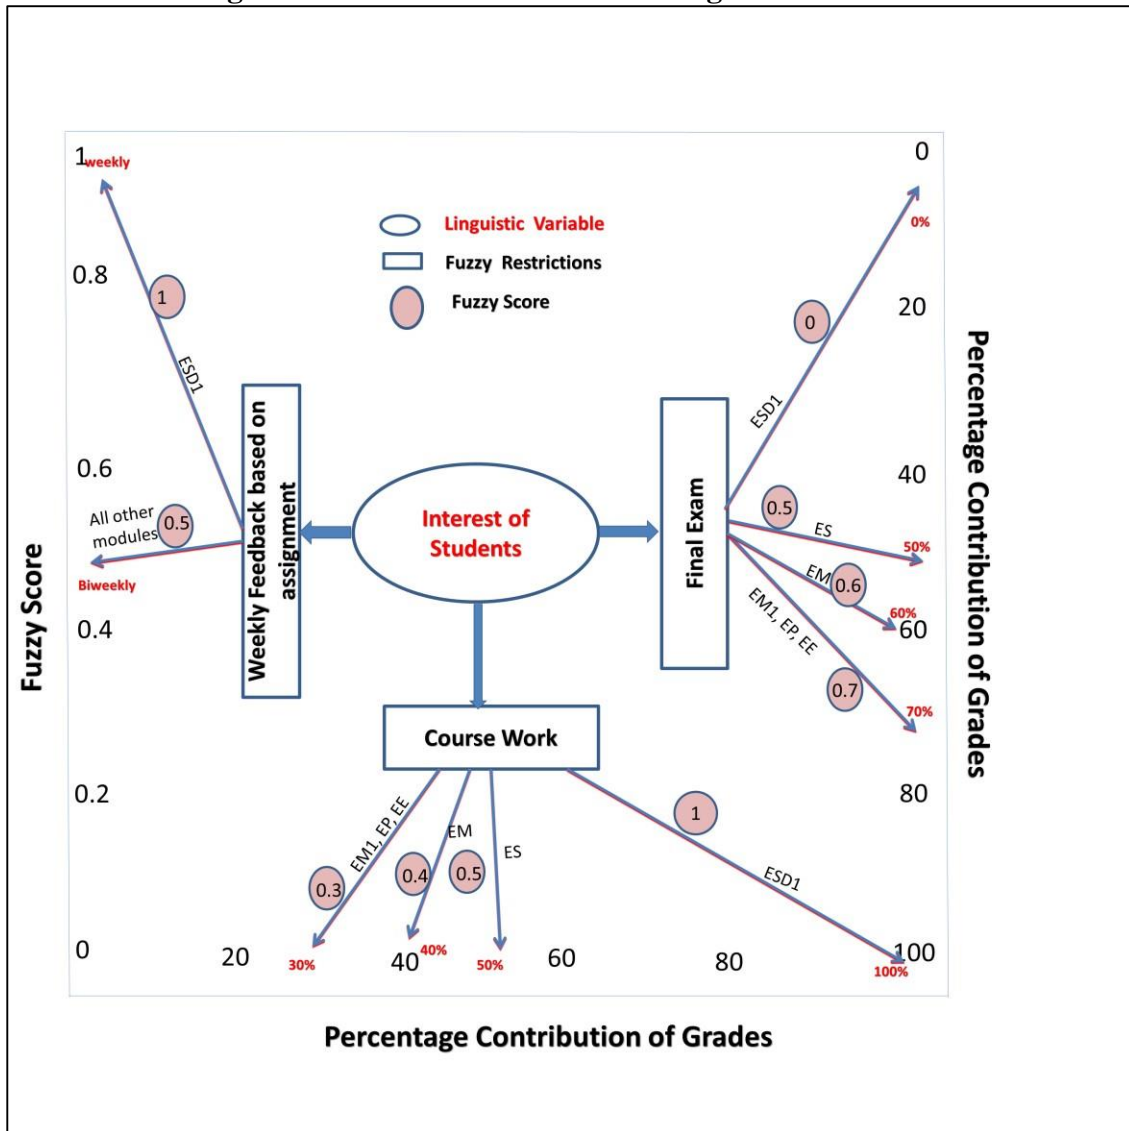 1
weekly
0
0%
Linguistic Variable
Fuzzy Restrictions
Fuzzy Score
0.8
1
ESD1
20
0
ESD1
0.6
All other
modules
0.5
Biweekly
0.4
0.2
0
Fuzzy Score
Weekly Feedback based on
assignment
Interest of
Students
Final Exam
40
0.5
ES
50%
EM
0.6
60%
60
EM1, EP, EE
0.7
70%
80
Percentage Contribution of Grades
Course Work
EM1, EP, EE
0.3
30%
EM
0.4
40%
0.5
ES
50%
1
ESD1
100%
20
40
60
80
100
Percentage Contribution of Grades